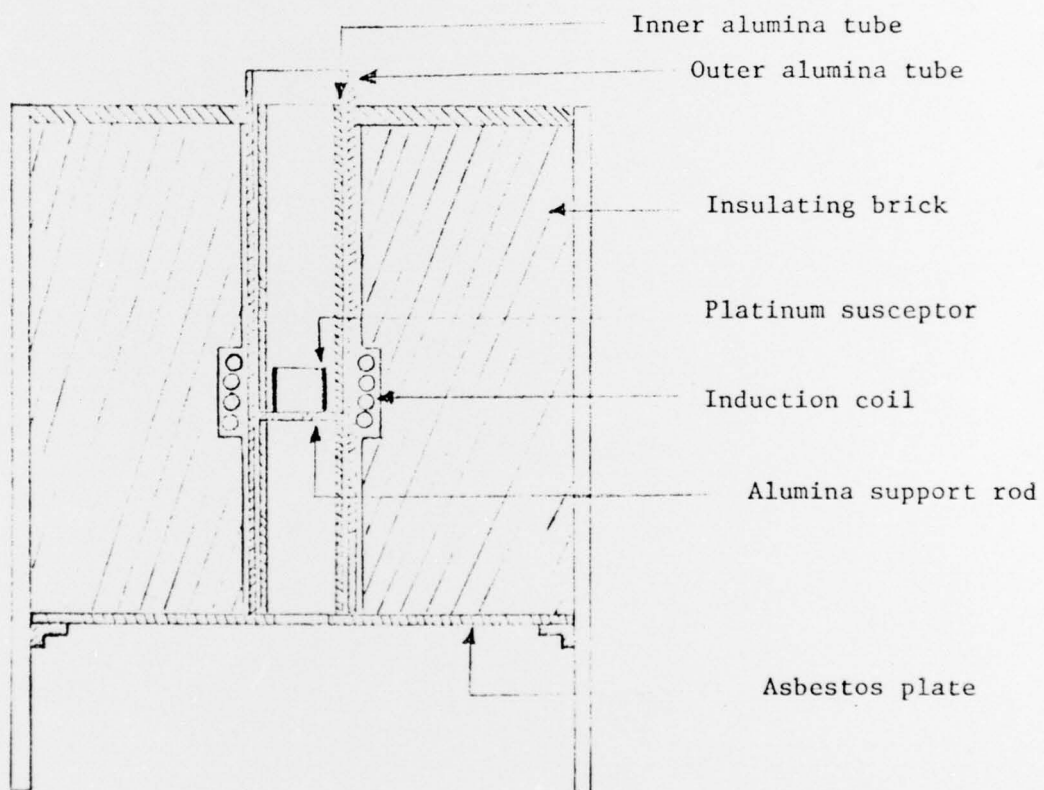 Inner alumina tube
Outer alumina tube
Insulating brick
Platinum susceptor
Induction coil
Alumina support rod
Asbestos plate